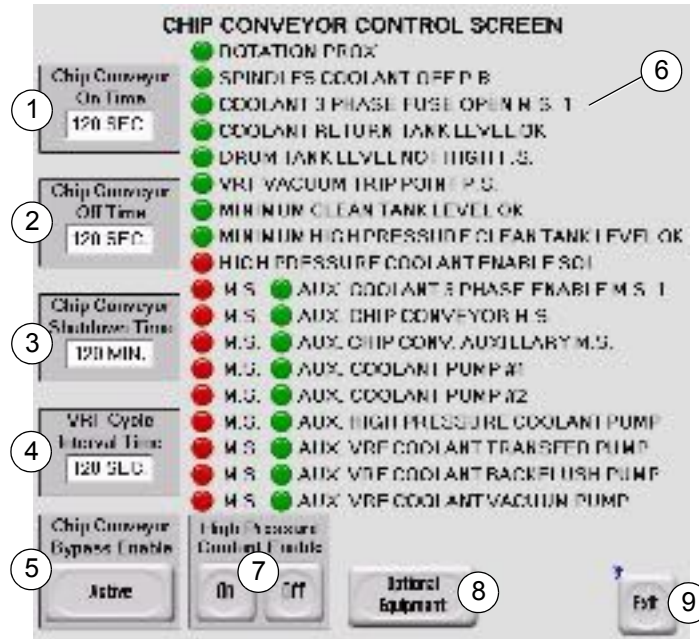 CHIP CONVEYOR CONTROL SCREEN
ROTATION PROX
SPINDLES COOLANT OFF P.B.
COOLANT 3 PHASE FUSE OPEN M.S. 1
COOLANT RETURN TANK LEVEL OK
DRUM TANK LEVEL NOT HIGH F.S.
VRF VACUUM TRIP POINT P.S.
MINIMUM CLEAN TANK LEVEL OK
MINIMUM HIGH PRESSURE CLEAN TANK LEVEL OK
HIGH PRESSURE COOLANT ENABLE SOL
M.S. AUX. COOLANT 3 PHASE ENABLE M.S. 1
M.S. AUX. CHIP CONVEYOR M.S.
M.S. AUX. CHIP CONV. AUXILLARY M.S.
M.S. AUX. COOLANT PUMP #1
M.S. AUX. COOLANT PUMP #2
M.S. AUX. HIGH PRESSURE COOLANT PUMP
M.S. AUX. VRF COOLANT TRANSFER PUMP
M.S. AUX. VRF COOLANT BACKFLUSH PUMP
M.S. AUX. VRF COOLANT VACUUM PUMP
6
Chip Conveyor
On Time
120 SEC.
1
Chip Conveyor
Off Time
120 SEC.
2
Chip Conveyor
Shutdown Time
120 MIN.
3
VRF Cycle
Interval Time
120 SEC.
4
Chip Conveyor
Bypass Enable
Active
5
High Pressure
Coolant Enable
On Off
7
Optional
Equipment
8
Exit
9